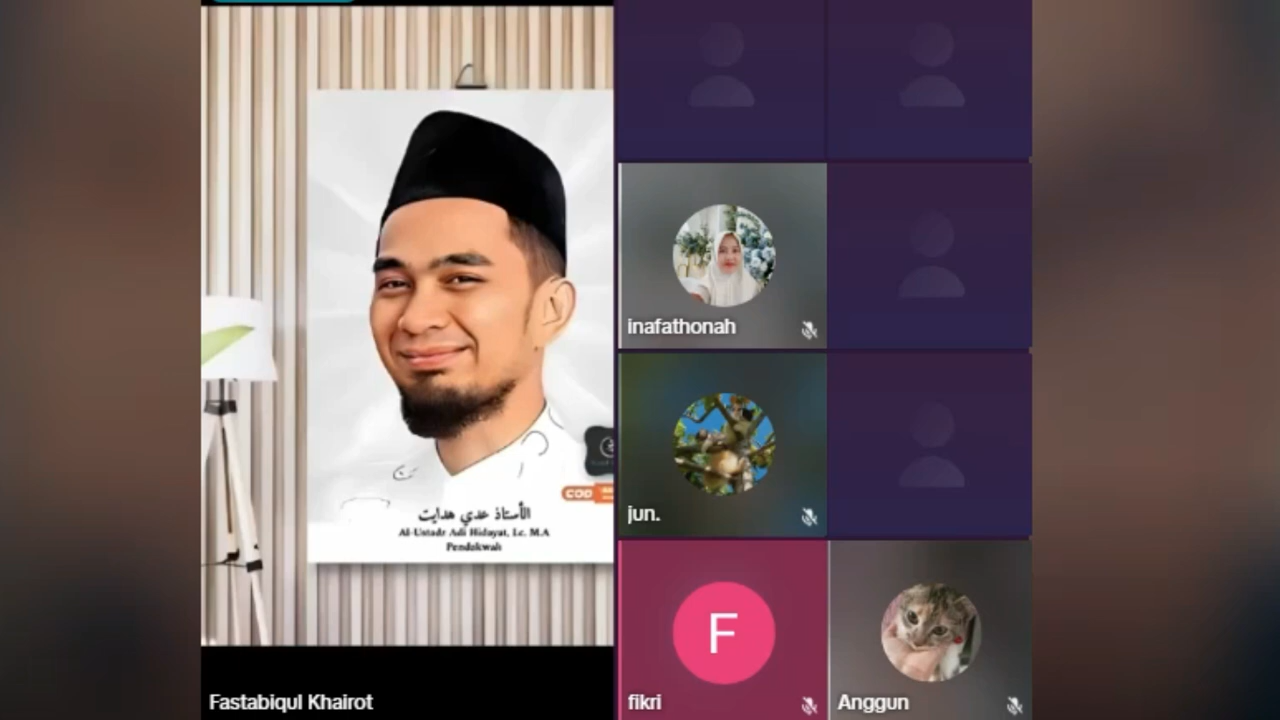 inafathonah
jun.
COD
الأستاذ عدي هدايت
Al-Ustadz Adi Hidayat, Lc. M.A
Pendakwah
F
Fastabiqul Khairot
fikri
Anggun